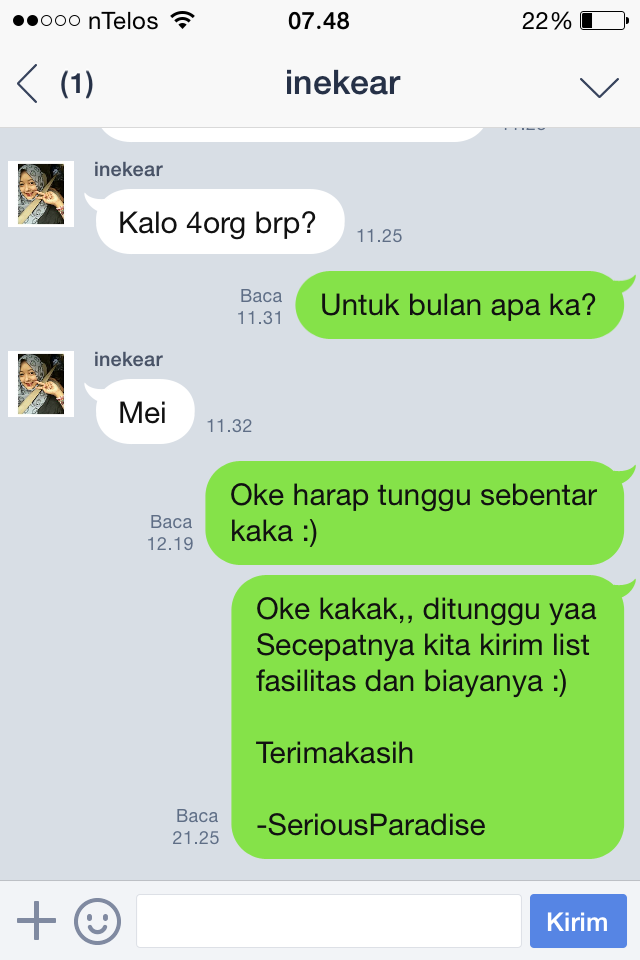 nTelos 07.48 22%
(1) inekear
inekear
Kalo 4org brp?
11.25
Untuk bulan apa ka?
Baca
11.31
inekear
Mei
11.32
Oke harap tunggu sebentar
kaka :)
Baca
12.19
Oke kakak,, ditunggu yaa
Secepatnya kita kirim list
fasilitas dan biayanya :)
Terimakasih
-SeriousParadise
Baca
21.25
Kirim